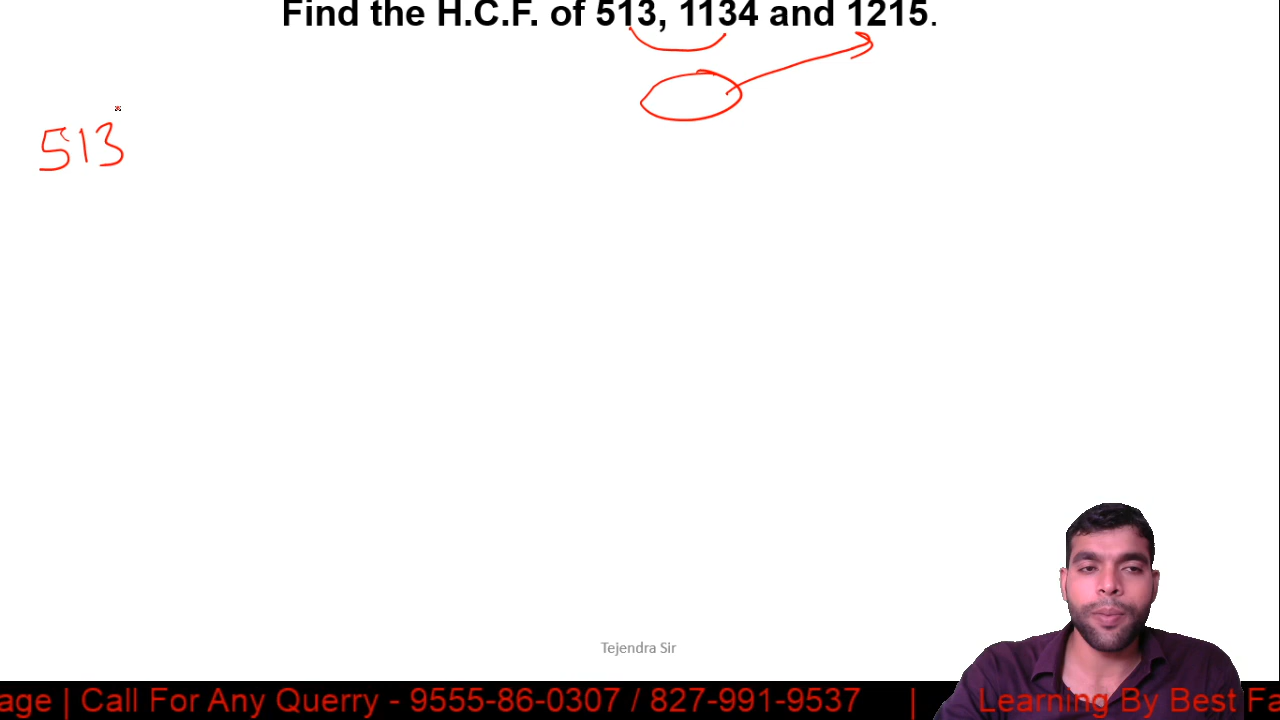 Find the H.C.F. of 513, 1134 and 1215.
513
Tejendra Sir
age | Call For Any Querry - 9555-86-0307 / 827-991-9537 | Learning By Best Fa